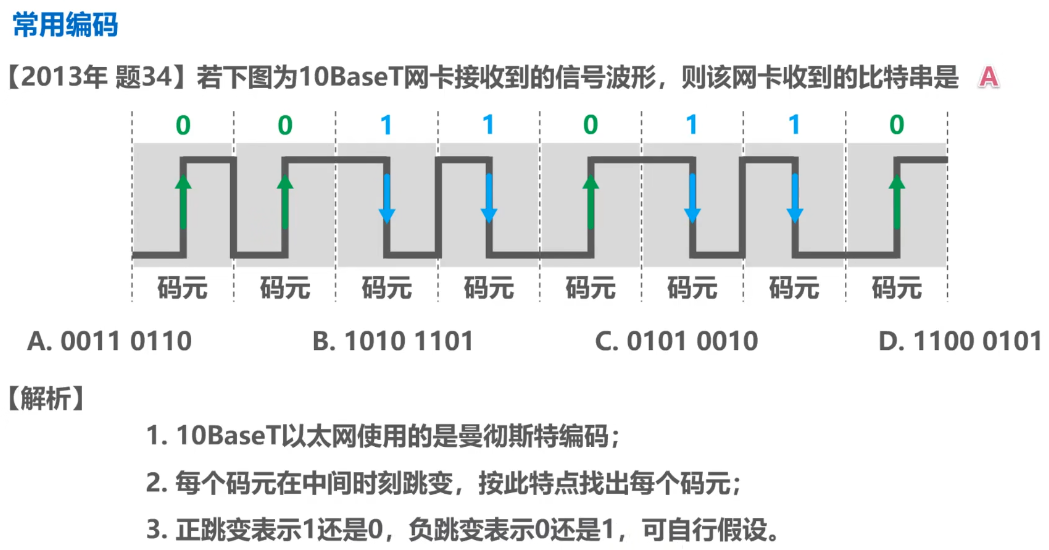 常用编码
【2013年 题34】若下图为10BaseT网卡接收到的信号波形，则该网卡收到的比特串是 A
0 0 1 1 0 1 1 0
码元 码元 码元 码元 码元 码元 码元 码元
A. 0011 0110 B. 1010 1101 C. 0101 0010 D. 1100 0101
【解析】
1. 10BaseT以太网使用的是曼彻斯特编码；
2. 每个码元在中间时刻跳变，按此特点找出每个码元；
3. 正跳变表示1还是0，负跳变表示0还是1，可自行假设。